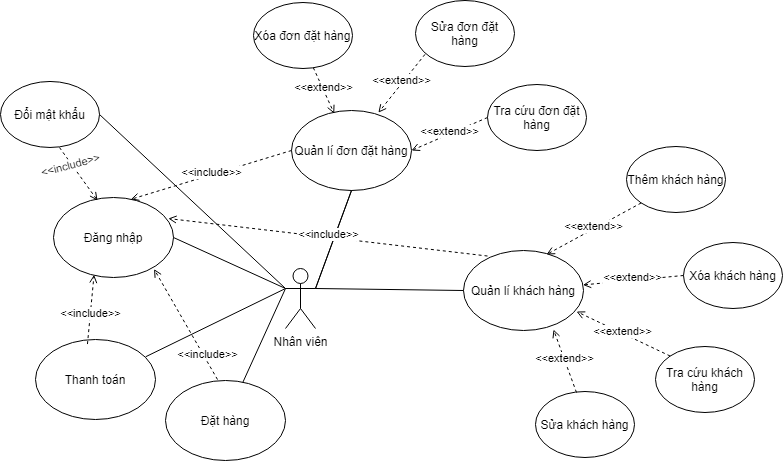 Xóa đơn đặt hàng
Sửa đơn đặt
hàng
<<extend>>
<<extend>>
Tra cứu đơn đặt
hàng
<<extend>>
Đổi mật khẩu
Quản lí đơn đặt hàng
<<include>>
<<include>>
Thêm khách hàng
<<extend>>
Đăng nhập
<<include>>
Quản lí khách hàng
<<extend>>
Xóa khách hàng
<<include>>
Nhân viên
<<extend>>
<<include>>
<<extend>>
Thanh toán
Tra cứu khách
hàng
Đặt hàng
Sửa khách hàng